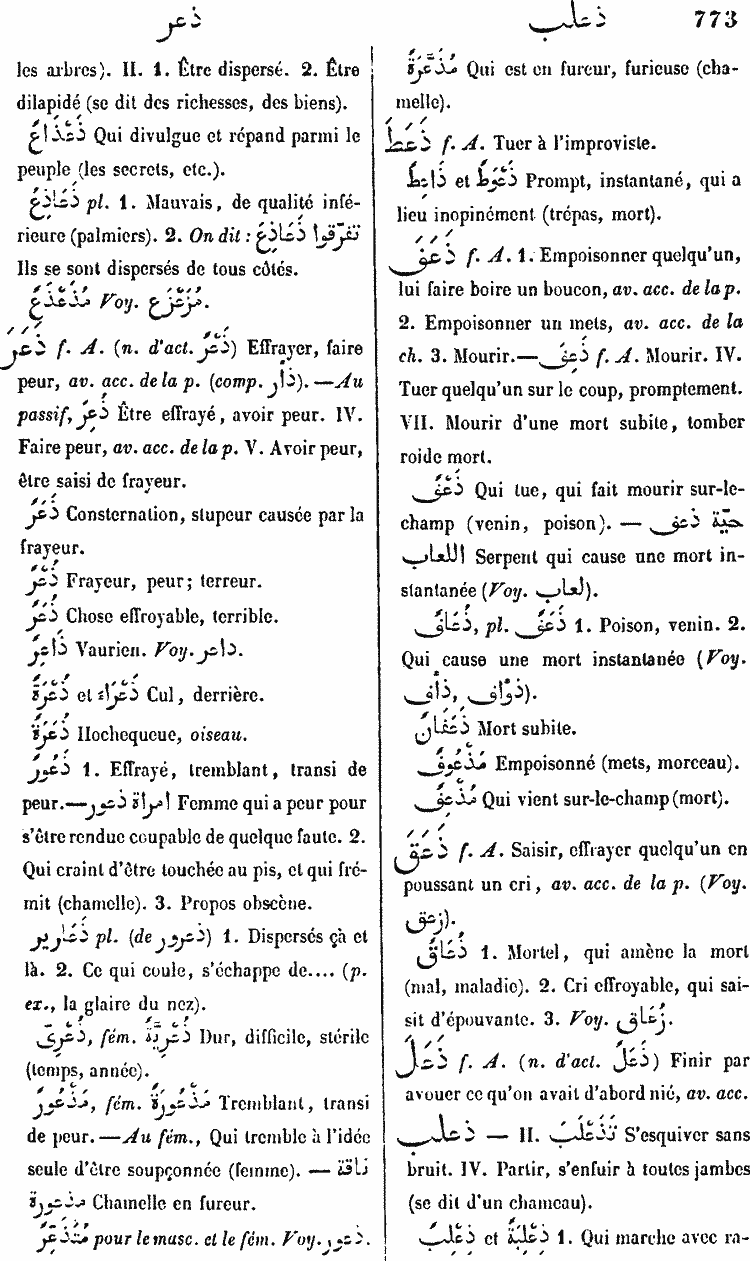 ذعر
ذعلب 773
les arbres). II. 1. Être dispersé. 2. Être
dilapidé (se dit des richesses, des biens).
ذَعْذَاعٌ Qui divulgue et répand parmi le
peuple (les secrets, etc.).
ذَعَاذِعُ pl. 1. Mauvais, de qualité infé-
rieure (palmiers). 2. On dit : تفرّقوا ذَعَاذِعَ
Ils se sont dispersés de tous côtés.
مُذَعْذَعٌ Voy. مُزَعْزَع.
ذَعَرَ f. A. (n. d'act. ذُعْرٌ) Effrayer, faire
peur, av. acc. de la p. (comp. ذأر). — Au
passif, ذُعِرَ Être effrayé, avoir peur. IV.
Faire peur, av. acc. de la p. V. Avoir peur,
être saisi de frayeur.
ذَعَرٌ Consternation, stupeur causée par la
frayeur.
ذُعْرٌ Frayeur, peur; terreur.
ذُعَرٌ Chose effroyable, terrible.
ذَاعِرٌ Vaurien. Voy. داعر.
ذُعْرَةٌ et ذَعْرَاءُ Cul, derrière.
ذُعَرَةٌ Hochequeue, oiseau.
ذَعُورٌ 1. Effrayé, tremblant, transi de
peur.—امراة ذعور Femme qui a peur pour
s'être rendue coupable de quelque faute. 2.
Qui craint d'être touchée au pis, et qui fré-
mit (chamelle). 3. Propos obscène.
ذَعَارِير pl. (de ذعرور) 1. Dispersés çà et
là. 2. Ce qui coule, s'échappe de.... (p.
ex., la glaire du nez).
ذُعْرِىّ, fém. ذُعْرِيَّةٌ Dur, difficile, stérile
(temps, année).
مَذْعُورٌ, fém. مَذْعُورَةٌ Tremblant, transi
de peur.—Au fém., Qui tremble à l'idée
seule d'être soupçonnée (femme). — ناقة
مذعورة Chamelle en fureur.
مُتَذَعِّرٌ pour le masc. et le fém. Voy. ذعور.
مُذَعَّرَةٌ Qui est en fureur, furieuse (cha-
melle).
ذَعَطَ f. A. Tuer à l'improviste.
ذَاعِطٌ et ذَعْوَطٌ Prompt, instantané, qui a
lieu inopinément (trépas, mort).
ذَعَفَ f. A. 1. Empoisonner quelqu'un,
lui faire boire un boucon, av. acc. de la p.
2. Empoisonner un mets, av. acc. de la
ch. 3. Mourir.—ذَعِفَ f. A. Mourir. IV.
Tuer quelqu'un sur le coup, promptement.
VII. Mourir d'une mort subite, tomber
roide mort.
ذَعْفٌ Qui tue, qui fait mourir sur-le-
champ (venin, poison). — حيّة ذعف
اللعاب Serpent qui cause une mort in-
stantanée (Voy. لعاب).
ذُعَافٌ, pl. ذُعُفٌ 1. Poison, venin. 2.
Qui cause une mort instantanée (Voy.
ذُوَّاف, ذأف).
ذَعَفَانٌ Mort subite.
مَذْعُوفٌ Empoisonné (mets, morceau).
مُذْعِفٌ Qui vient sur-le-champ (mort).
ذَعَقَ f. A. Saisir, effrayer quelqu'un en
poussant un cri, av. acc. de la p. (Voy.
زعق).
ذُعَاقٌ 1. Mortel, qui amène la mort
(mal, maladie). 2. Cri effroyable, qui sai-
sit d'épouvante. 3. Voy. زُعَاق.
ذَعَلَ f. A. (n. d'act. ذَعَلٌ) Finir par
avouer ce qu'on avait d'abord nié, av. acc.
ذعلب — II. تَذَعْلَبَ S'esquiver sans
bruit. IV. Partir, s'enfuir à toutes jambes
(se dit d'un chameau).
ذِعْلِبٌ et ذِعْلِبَةٌ 1. Qui marche avec ra-